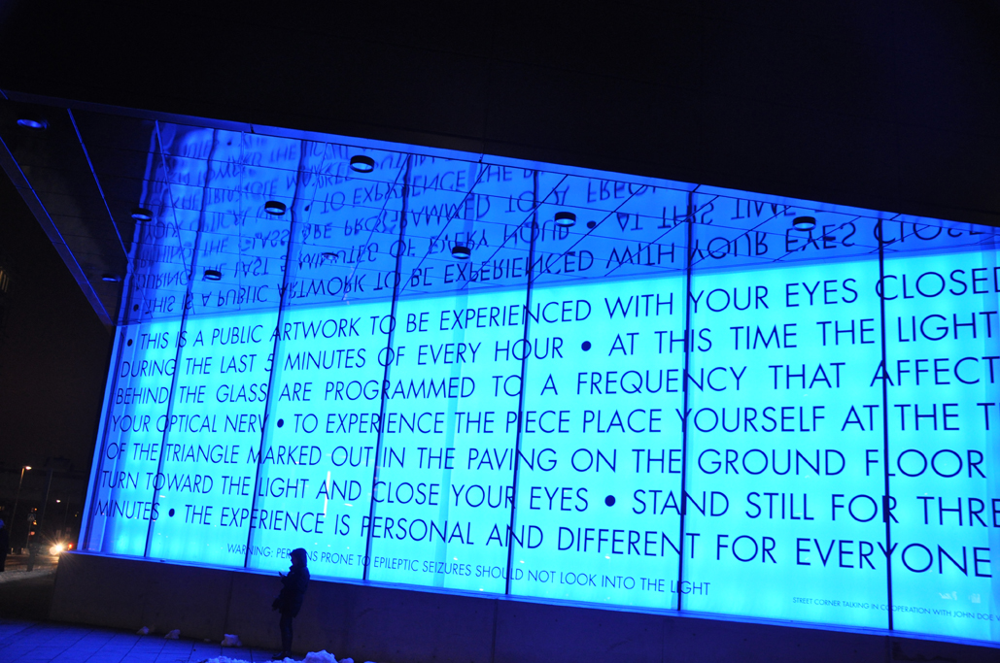 • THIS IS A PUBLIC ARTWORK TO BE EXPERIENCED WITH YOUR EYES CLOSED
DURING THE LAST 5 MINUTES OF EVERY HOUR • AT THIS TIME THE LIGHT
BEHIND THE GLASS ARE PROGRAMMED TO A FREQUENCY THAT AFFECT
YOUR OPTICAL NERV • TO EXPERIENCE THE PIECE PLACE YOURSELF AT THE T
OF THE TRIANGLE MARKED OUT IN THE PAVING ON THE GROUND FLOOR
TURN TOWARD THE LIGHT AND CLOSE YOUR EYES • STAND STILL FOR THRE
MINUTES • THE EXPERIENCE IS PERSONAL AND DIFFERENT FOR EVERYONE
WARNING: PERSONS PRONE TO EPILEPTIC SEIZURES SHOULD NOT LOOK INTO THE LIGHT
STREET CORNER TALKING IN COOPERATION WITH JOHN DOE